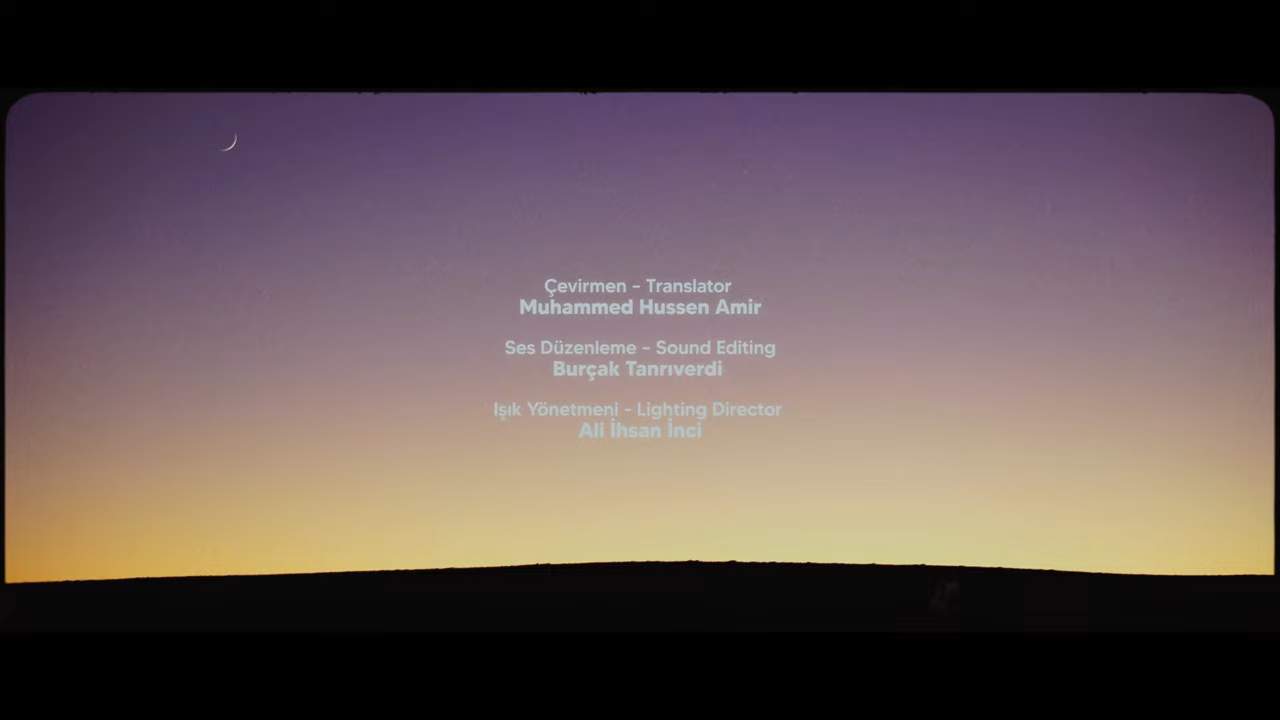 Çevirmen - Translator
Muhammed Hussen Amir
Ses Düzenleme - Sound Editing
Burçak Tanrıverdi
Işık Yönetmeni - Lighting Director
Ali İhsan İnci